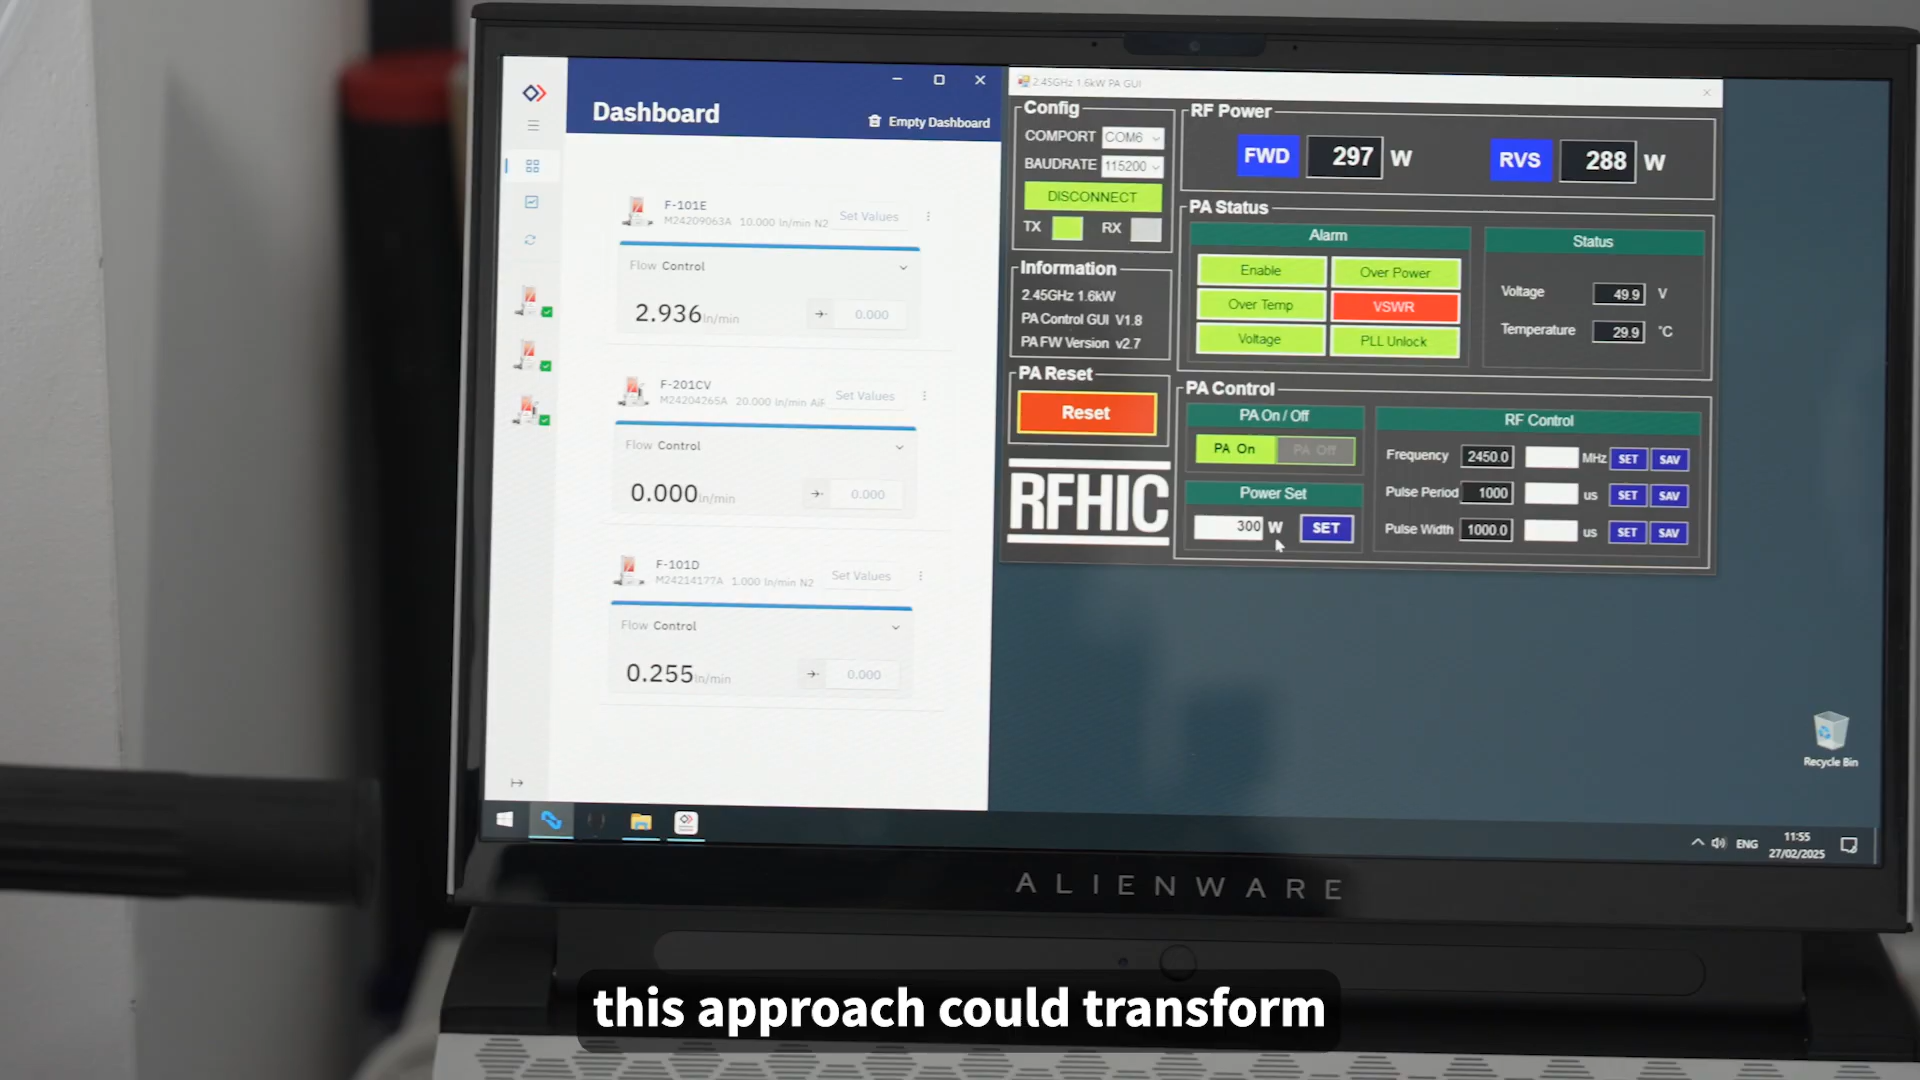 Dashboard
Empty Dashboard
F-101E
M24209063A 10.000 ln/min N2
Set Values
Flow Control
2.936 ln/min
0.000
F-201CV
M24204265A 20.000 ln/min AiR
Set Values
Flow Control
0.000 ln/min
0.000
F-101D
M24214177A 1.000 ln/min N2
Set Values
Flow Control
0.255 ln/min
0.000
2.45GHz 1.6kW PA GUI
Config
COMPORT COM6
BAUDRATE 115200
DISCONNECT
TX RX
Information
2.45GHz 1.6kW
PA Control GUI V1.8
PA FW Version v2.7
PA Reset
Reset
RFHIC
RF Power
FWD 297 W RVS 288 W
PA Status
Alarm
Enable Over Power
Over Temp VSWR
Voltage PLL Unlock
Status
Voltage 49.9 V
Temperature 29.9 °C
PA Control
PA On / Off
PA On PA Off
Power Set
300 W SET
RF Control
Frequency 2450.0 MHz SET SAV
Pulse Period 1000 us SET SAV
Pulse Width 1000.0 us SET SAV
Recycle Bin
ENG
11:55
27/02/2025
ALIENWARE
this approach could transform